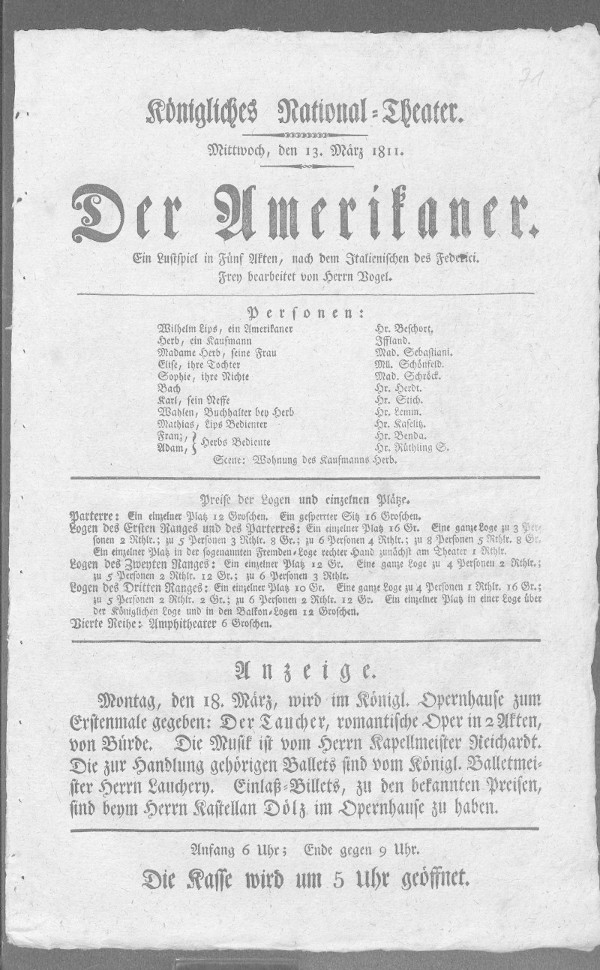 71
Königliches National-Theater.
Mittwoch, den 13. März 1811.
Der Amerikaner.
Ein Lustspiel in Fünf Akten, nach dem Italienischen des Federici.
Frey bearbeitet von Herrn Vogel.
Personen:
Wilhelm Lips, ein Amerikaner Hr. Beschort.
Herb, ein Kaufmann Iffland.
Madame Herb, seine Frau Mad. Sebastiani.
Elise, ihre Tochter Mll. Schönfeld.
Sophie, ihre Nichte Mad. Schröck.
Bach Hr. Herdt.
Karl, sein Neffe Hr. Stich.
Wahlen, Buchhalter bey Herb Hr. Lemm.
Mathias, Lips Bedienter Hr. Kaselitz.
Franz, } Herbs Bediente Hr. Benda.
Adam, } Hr. Rüthling S.
Scene: Wohnung des Kaufmanns Herb.
Preise der Logen und einzelnen Plätze.
Parterre: Ein einzelner Platz 12 Groschen. Ein gesperrter Sitz 16 Groschen.
Logen des Ersten Ranges und des Parterres: Ein einzelner Platz 16 Gr. Eine ganze Loge zu 3 Per-
sonen 2 Rthlr.; zu 5 Personen 3 Rthlr. 8 Gr.; zu 6 Personen 4 Rthlr.; zu 8 Personen 5 Rthlr. 8 Gr.
Ein einzelner Platz in der sogenannten Fremden-Loge rechter Hand zunächst am Theater 1 Rthlr.
Logen des Zweyten Ranges: Ein einzelner Platz 12 Gr. Eine ganze Loge zu 4 Personen 2 Rthlr.;
zu 5 Personen 2 Rthlr. 12 Gr.; zu 6 Personen 3 Rthlr.
Logen des Dritten Ranges: Ein einzelner Platz 10 Gr. Eine ganze Loge zu 4 Personen 1 Rthlr. 16 Gr.;
zu 5 Personen 2 Rthlr. 2 Gr.; zu 6 Personen 2 Rthlr. 12 Gr. Ein einzelner Platz in einer Loge über
der Königlichen Loge und in den Balkon-Logen 12 Groschen.
Vierte Reihe: Amphitheater 6 Groschen.
Anzeige.
Montag, den 18. März, wird im Königl. Opernhause zum
Erstenmale gegeben: Der Taucher, romantische Oper in 2 Akten,
von Bürde. Die Musik ist vom Herrn Kapellmeister Reichardt.
Die zur Handlung gehörigen Ballets sind vom Königl. Balletmei-
ster Herrn Lauchery. Einlaß-Billets, zu den bekannten Preisen,
sind beym Herrn Kastellan Dölz im Opernhause zu haben.
Anfang 6 Uhr; Ende gegen 9 Uhr.
Die Kasse wird um 5 Uhr geöffnet.